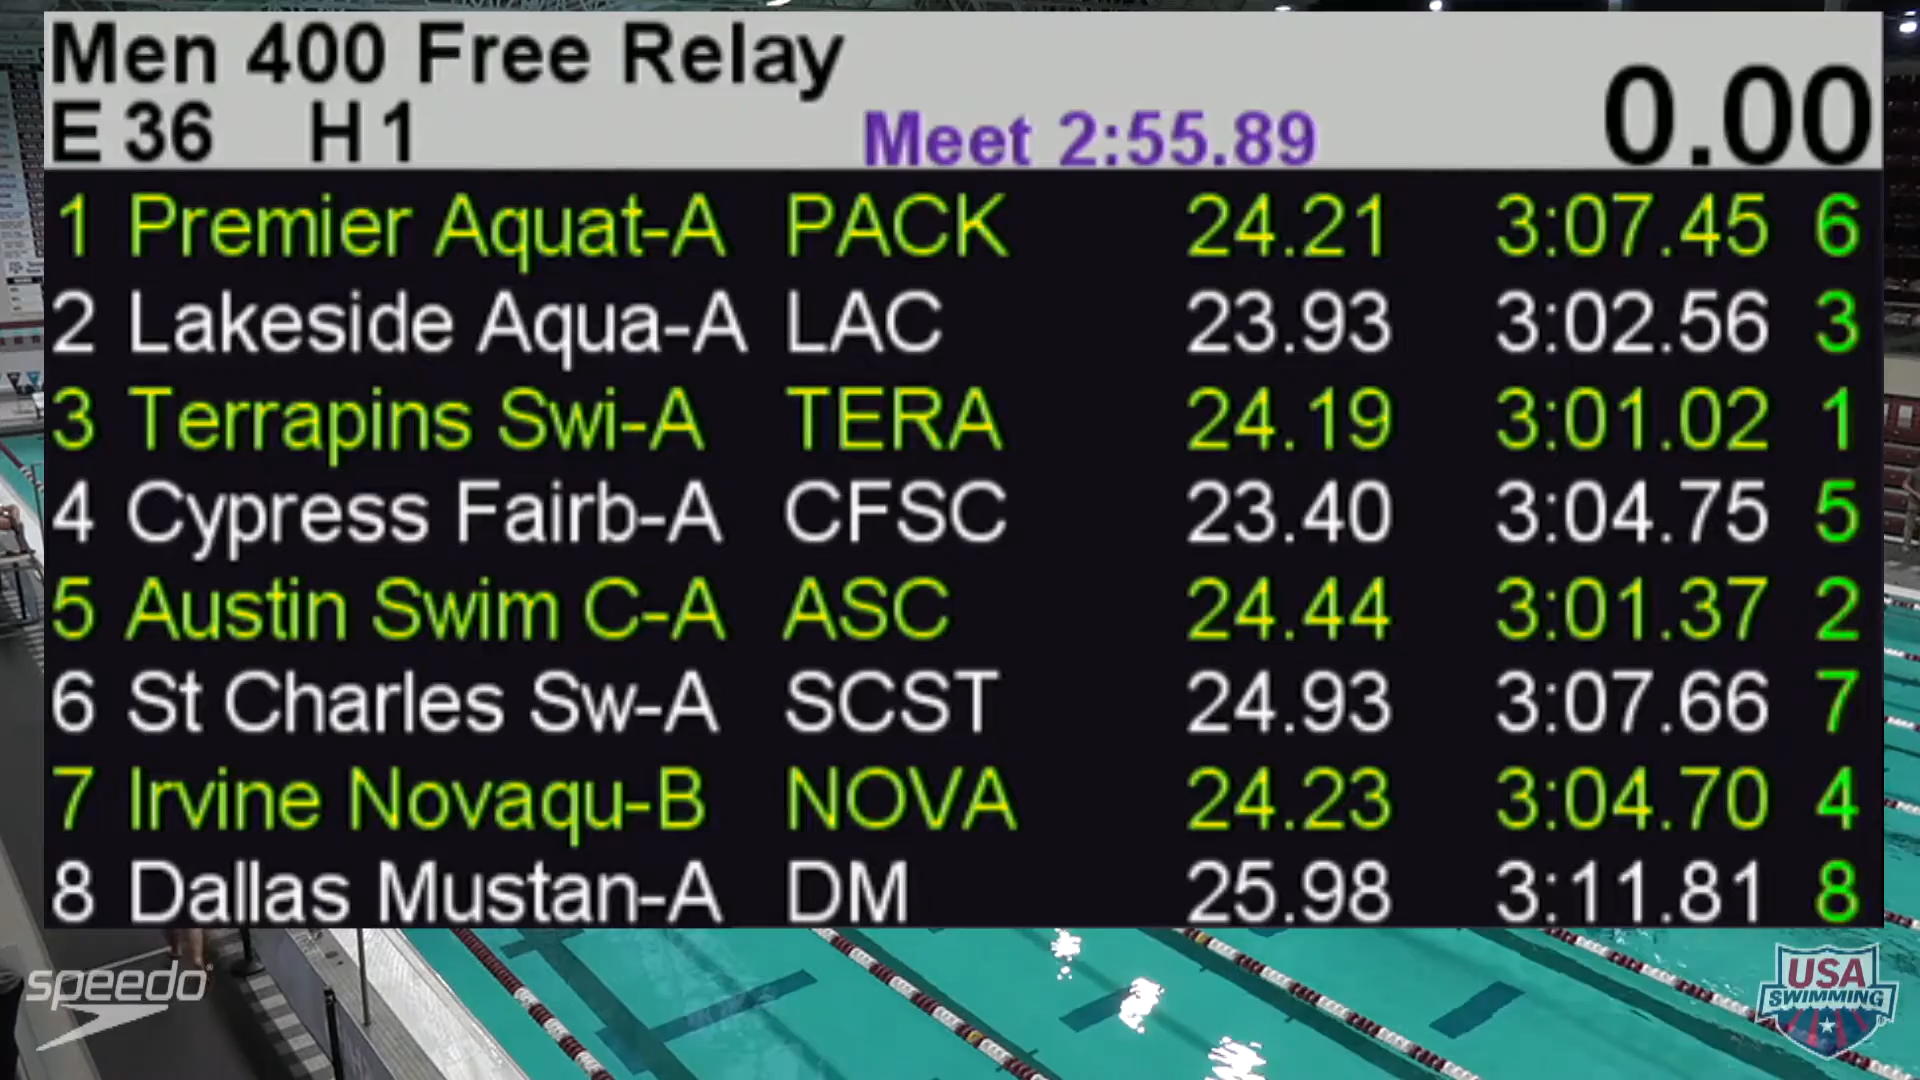 Men 400 Free Relay
E 36 H 1 Meet 2:55.89 0.00
1 Premier Aquat-A PACK 24.21 3:07.45 6
2 Lakeside Aqua-A LAC 23.93 3:02.56 3
3 Terrapins Swi-A TERA 24.19 3:01.02 1
4 Cypress Fairb-A CFSC 23.40 3:04.75 5
5 Austin Swim C-A ASC 24.44 3:01.37 2
6 St Charles Sw-A SCST 24.93 3:07.66 7
7 Irvine Novaqu-B NOVA 24.23 3:04.70 4
8 Dallas Mustan-A DM 25.98 3:11.81 8
speedo
USA
SWIMMING